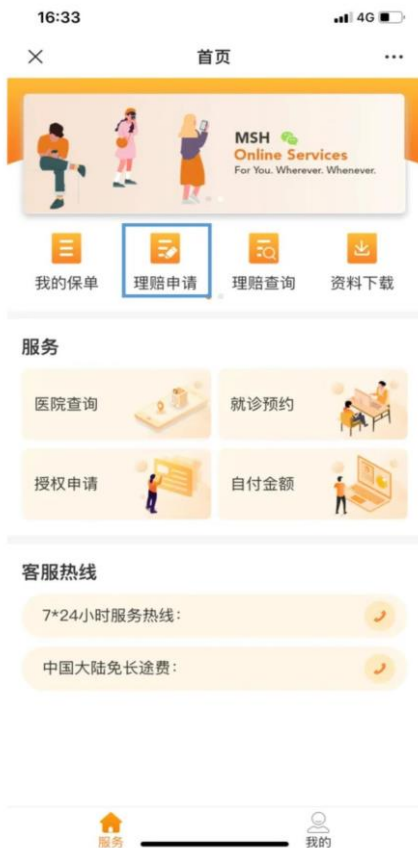 16:33
4G
首页
MSH
Online Services
For You. Wherever. Whenever.
我的保单
理赔申请
理赔查询
资料下载
服务
医院查询
就诊预约
授权申请
自付金额
客服热线
7*24小时服务热线：
中国大陆免长途费：
服务
我的